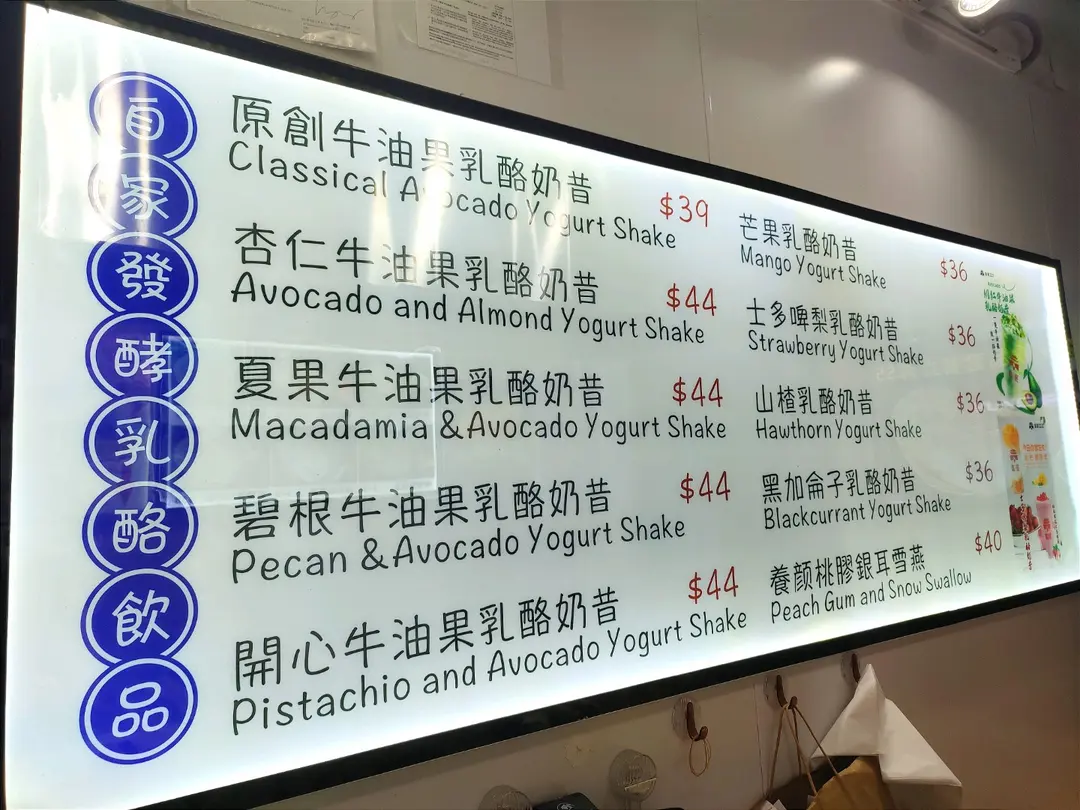 自家發酵乳酪飲品
原創牛油果乳酪奶昔
Classical Avocado Yogurt Shake
$39
杏仁牛油果乳酪奶昔
Avocado and Almond Yogurt Shake
$44
夏果牛油果乳酪奶昔
Macadamia &Avocado Yogurt Shake
$44
碧根牛油果乳酪奶昔
Pecan &Avocado Yogurt Shake
$44
開心牛油果乳酪奶昔
Pistachio and Avocado Yogurt Shake
$44
芒果乳酪奶昔
Mango Yogurt Shake
$36
士多啤梨乳酪奶昔
Strawberry Yogurt Shake
$36
山楂乳酪奶昔
Hawthorn Yogurt Shake
$36
黑加侖子乳酪奶昔
Blackcurrant Yogurt Shake
$36
養颜桃膠銀耳雪燕
Peach Gum and Snow Swallow
$40